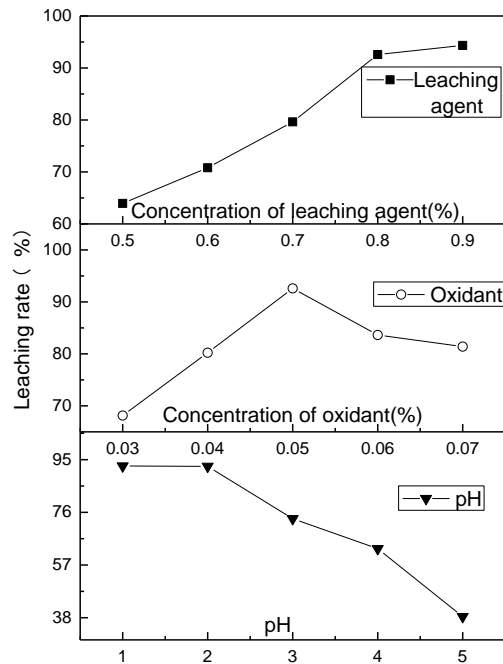 100
90
80
70
60
Leaching
agent
Concentration of leaching agent(%)
0.5 0.6 0.7 0.8 0.9
100
90
80
70
Oxidant
Concentration of oxidant(%)
0.03 0.04 0.05 0.06 0.07
Leaching rate ( %)
95
76
57
38
pH
pH
1 2 3 4 5